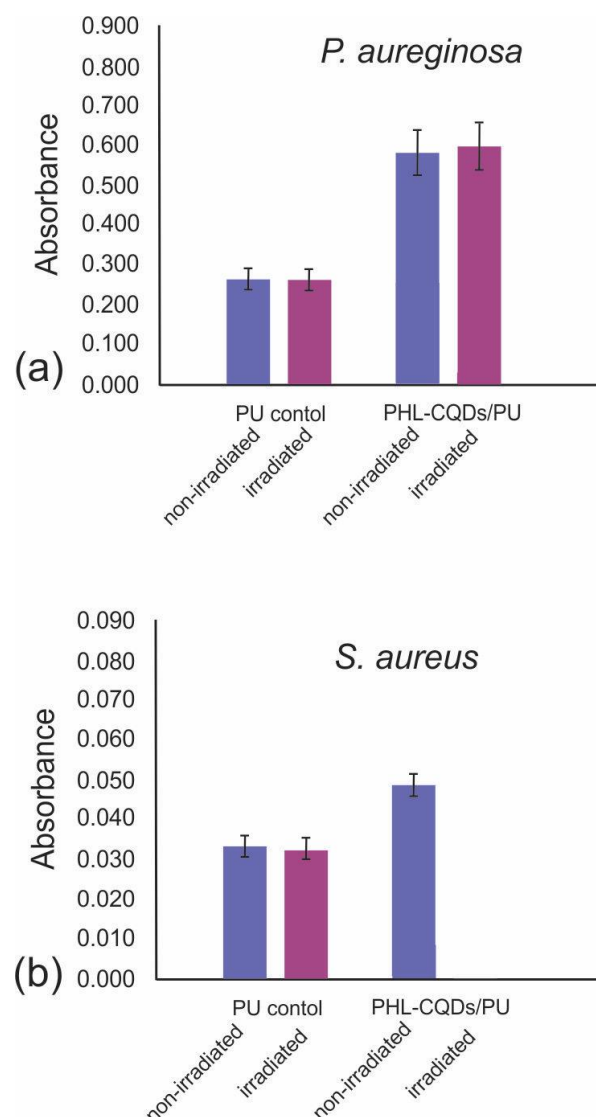 0.900
P. aureginosa
0.800
0.700
0.600
0.500
0.400
0.300
0.200
0.100
0.000
Absorbance
(a)
PU contol PHL-CQDs/PU
non-irradiated irradiated non-irradiated irradiated
0.090
S. aureus
0.080
0.070
0.060
0.050
0.040
0.030
0.020
0.010
0.000
Absorbance
(b)
PU contol PHL-CQDs/PU
non-irradiated irradiated non-irradiated irradiated